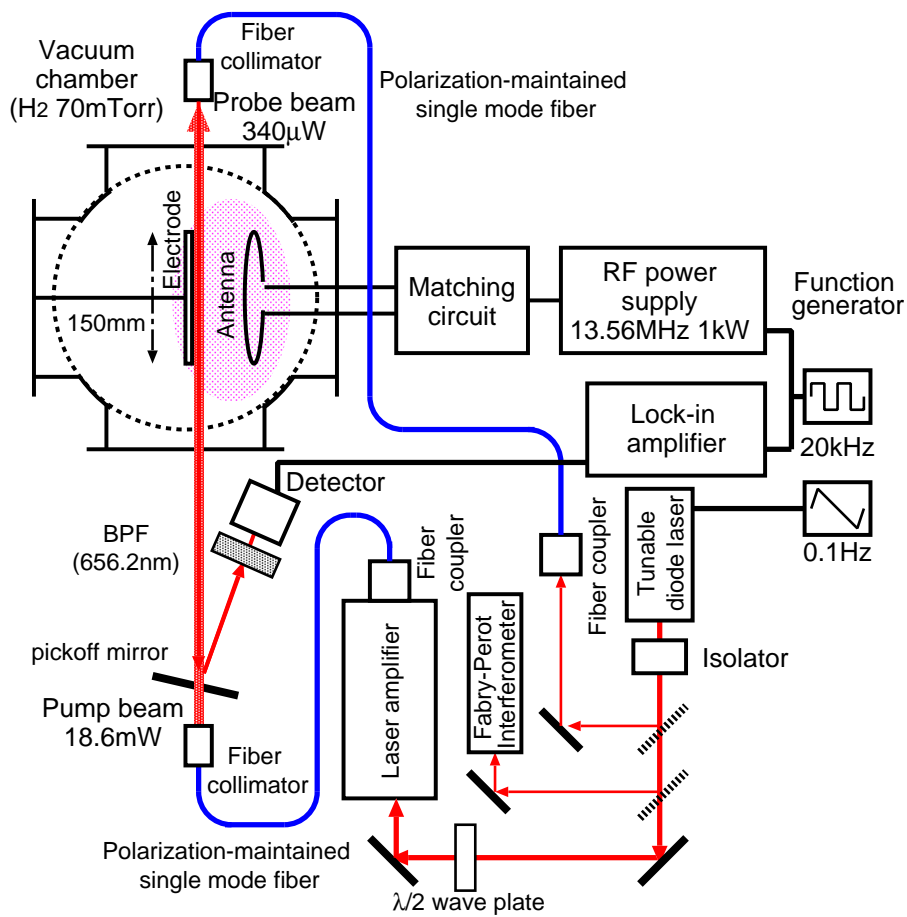 Fiber
collimator
Vacuum
chamber
(H2 70mTorr)
Probe beam
340μW
Polarization-maintained
single mode fiber
Electrode
Antenna
150mm
Matching
circuit
RF power
supply
13.56MHz 1kW
Function
generator
Lock-in
amplifier
20kHz
Detector
BPF
(656.2nm)
Fiber
coupler
Fiber coupler
Tunable
diode laser
0.1Hz
pickoff mirror
Isolator
Laser amplifier
Fabry-Perot
Interferometer
Pump beam
18.6mW
Fiber
collimator
Polarization-maintained
single mode fiber
λ/2 wave plate